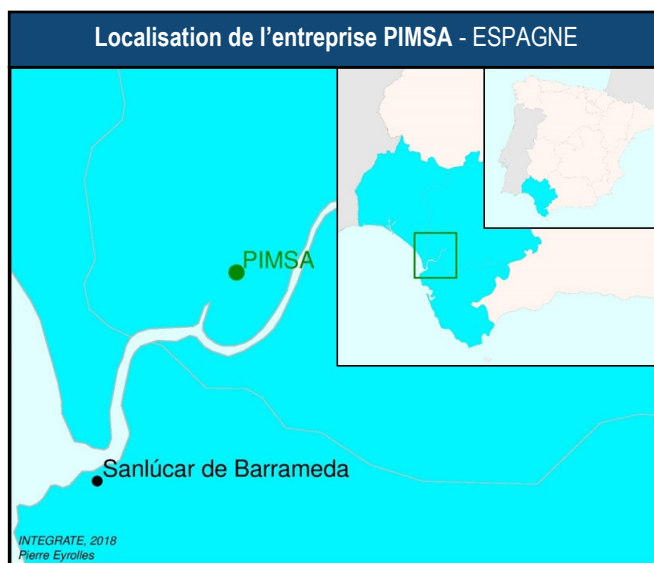 Localisation de l’entreprise PIMSA - ESPAGNE
PIMSA
Sanlúcar de Barrameda
INTEGRATE, 2018
Pierre Eyrolles